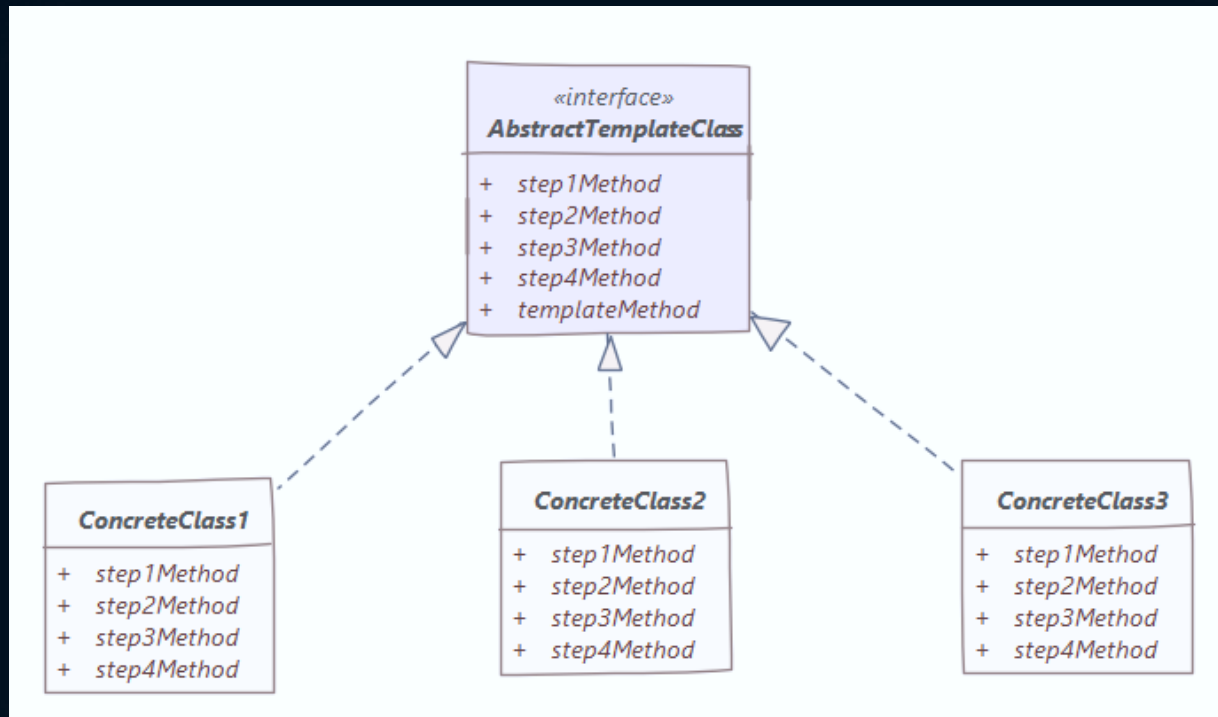 «interface»
AbstractTemplateClass
+ step1Method
+ step2Method
+ step3Method
+ step4Method
+ templateMethod
ConcreteClass1
+ step1Method
+ step2Method
+ step3Method
+ step4Method
ConcreteClass2
+ step1Method
+ step2Method
+ step3Method
+ step4Method
ConcreteClass3
+ step1Method
+ step2Method
+ step3Method
+ step4Method